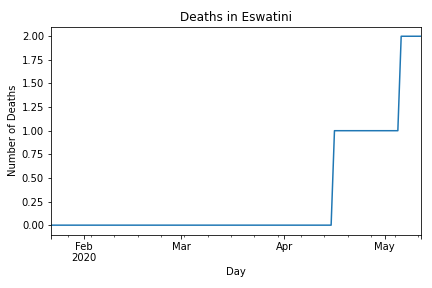 Deaths in Eswatini
Number of Deaths
2.00
1.75
1.50
1.25
1.00
0.75
0.50
0.25
0.00
Feb
2020
Mar
Apr
May
Day